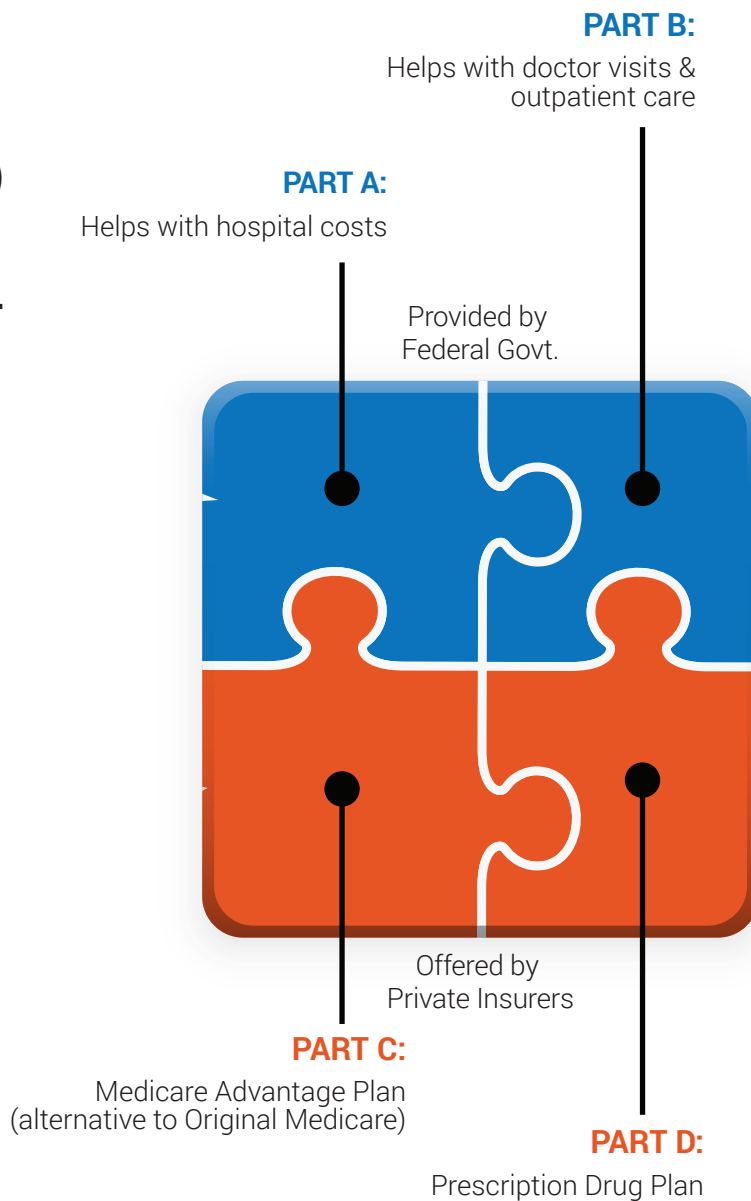 PART B:
Helps with doctor visits &
outpatient care
PART A:
Helps with hospital costs
Provided by
Federal Govt.
Offered by
Private Insurers
PART C:
Medicare Advantage Plan
(alternative to Original Medicare)
PART D:
Prescription Drug Plan